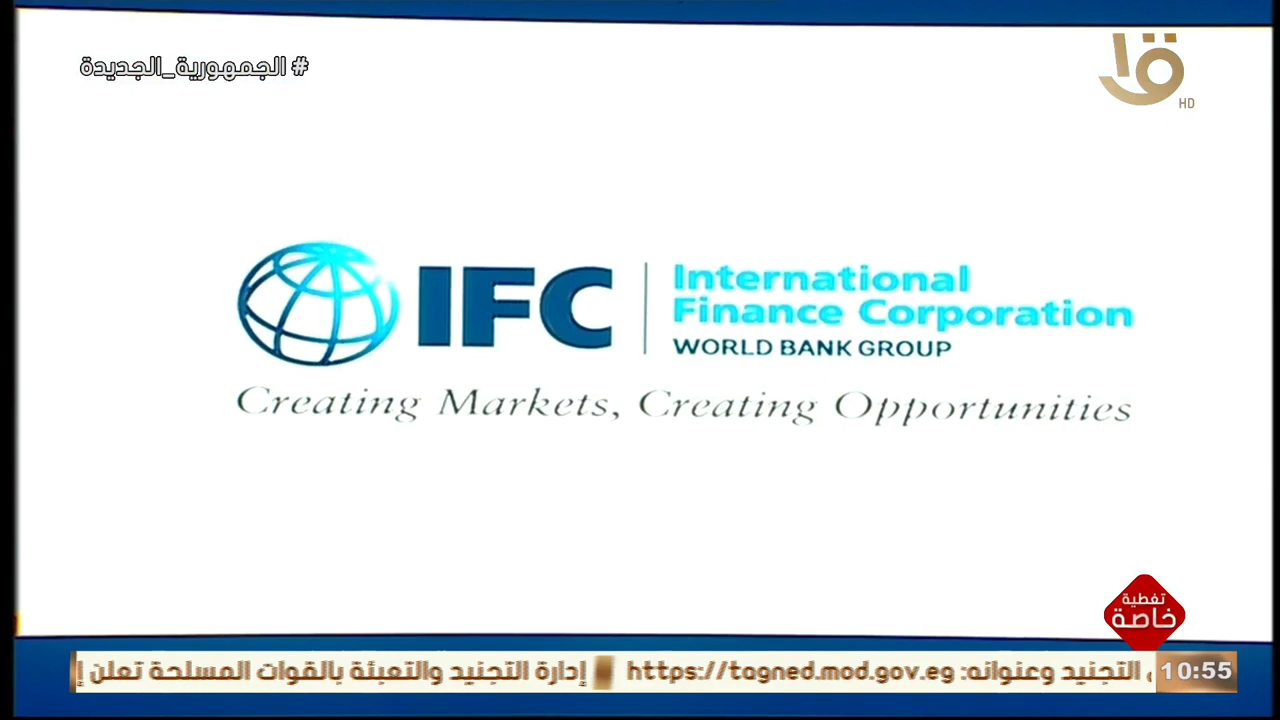 # الجمهورية_الجديدة
١ق
HD
IFC
International
Finance Corporation
WORLD BANK GROUP
Creating Markets, Creating Opportunities
تغطية
خاصة
التجنيد وعنوانه: https://tagned.mod.gov.eg إدارة التجنيد والتعبئة بالقوات المسلحة تعلن
10:55